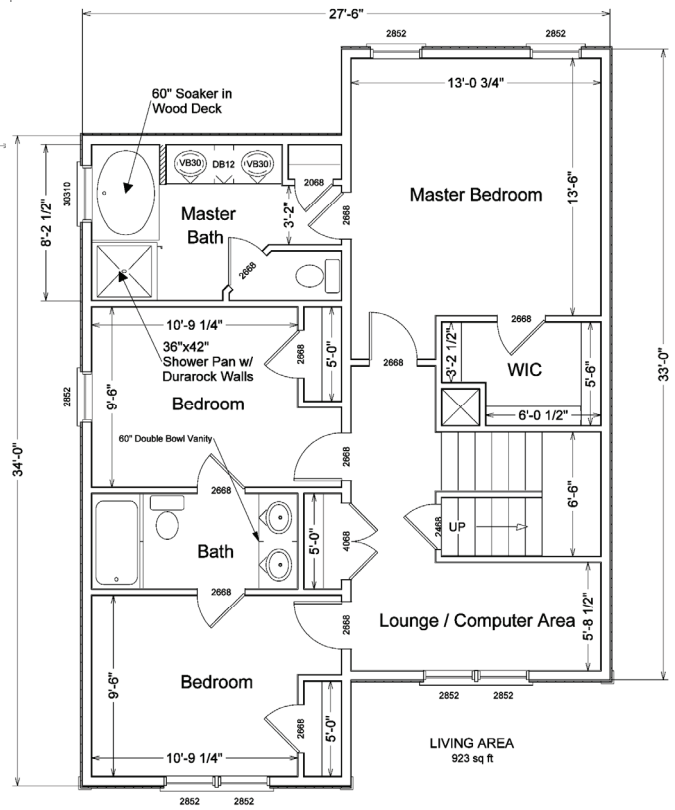 27'-6"
2852
2852
60" Soaker in
Wood Deck
13'-0 3/4"
VB30
DB12
VB30
2068
30310
8'-2 1/2"
Master
Bath
3'-2"
2668
Master Bedroom
13'-6"
2668
10'-9 1/4"
36"x42"
Shower Pan w/
Durarock Walls
2668
5'-0"
2668
2668
3'-2 1/2"
WIC
5'-6"
6'-0 1/2"
33'-0"
2852
9'-6"
Bedroom
60" Double Bowl Vanity
34'-0"
2668
2668
6'-6"
5'-0"
4068
2468
UP
Bath
2668
2668
Lounge / Computer Area
5'-8 1/2"
9'-6"
Bedroom
2668
5'-0"
10'-9 1/4"
2852
2852
2852
2852
LIVING AREA
923 sq ft